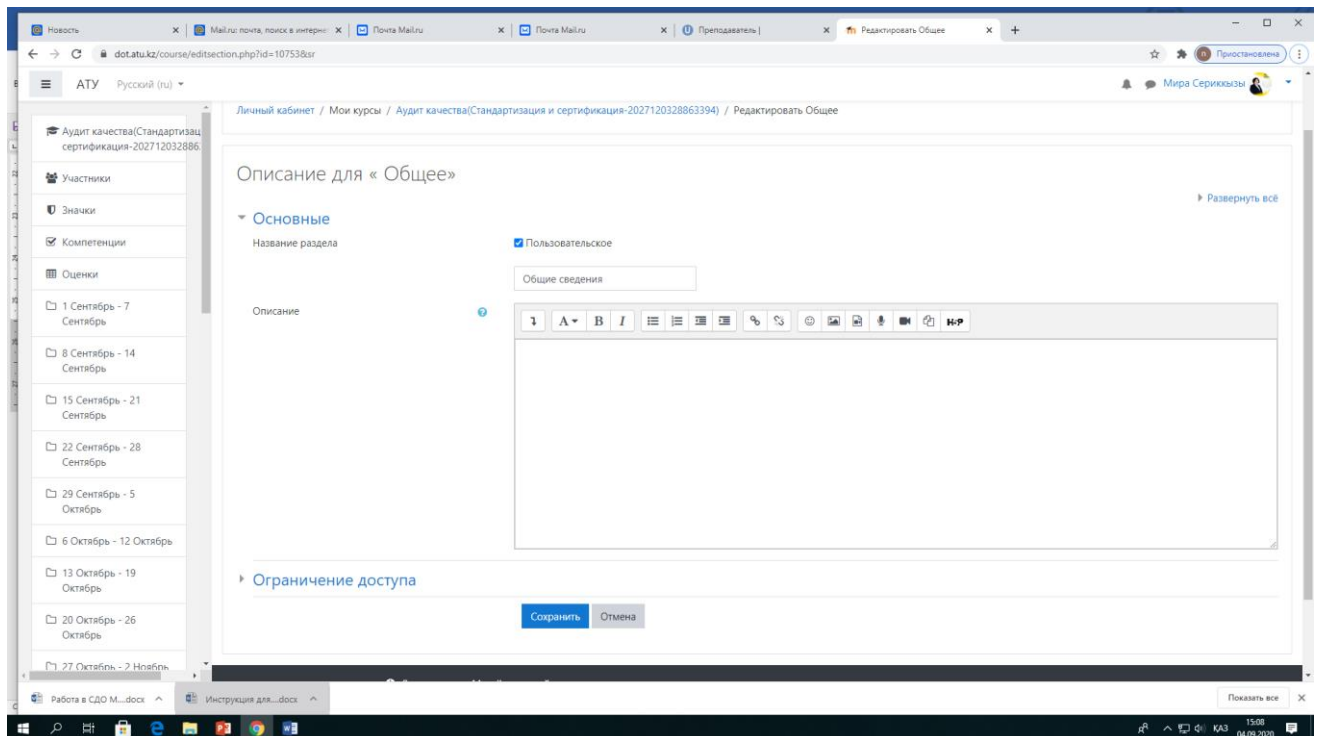 Новость
Mail.ru: почта, поиск в интерне
Почта Mail.ru
Почта Mail.ru
Преподаватель |
Редактировать Общее
dot.atu.kz/course/editsection.php?id=10753&sr
Приостановлена
АТУ Русский (ru)
Мира Сериккызы
Личный кабинет / Мои курсы / Аудит качества(Стандартизация и сертификация-2027120328863394) / Редактировать Общее
Аудит качества(Стандартизац
сертификация-202712032886
Участники
Значки
Компетенции
Оценки
1 Сентябрь - 7
Сентябрь
8 Сентябрь - 14
Сентябрь
15 Сентябрь - 21
Сентябрь
22 Сентябрь - 28
Сентябрь
29 Сентябрь - 5
Октябрь
6 Октябрь - 12 Октябрь
13 Октябрь - 19
Октябрь
20 Октябрь - 26
Октябрь
27 Октябрь - 2 Ноябрь
Описание для « Общее»
Развернуть всё
Основные
Название раздела
Пользовательское
Общие сведения
Описание
A B I
H-P
Ограничение доступа
Сохранить Отмена
Работа в СДО М....docx
Инструкция для....docx
Показать все
ҚАЗ
15:08
04.09.2020